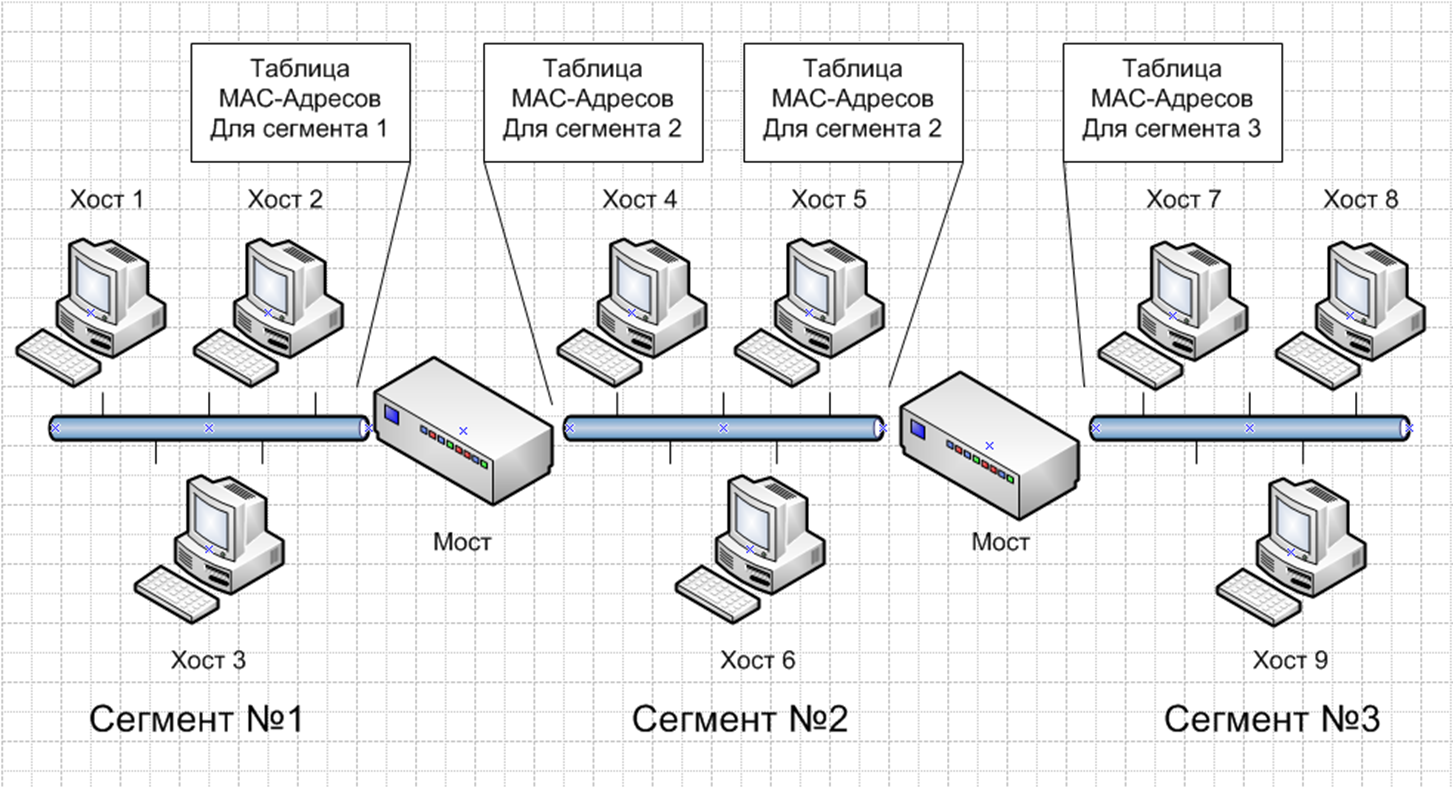 Таблица
МАС-Адресов
Для сегмента 1
Таблица
МАС-Адресов
Для сегмента 2
Таблица
МАС-Адресов
Для сегмента 2
Таблица
МАС-Адресов
Для сегмента 3
Хост 1
Хост 2
Хост 4
Хост 5
Хост 7
Хост 8
Мост
Мост
Хост 3
Хост 6
Хост 9
Сегмент №1
Сегмент №2
Сегмент №3